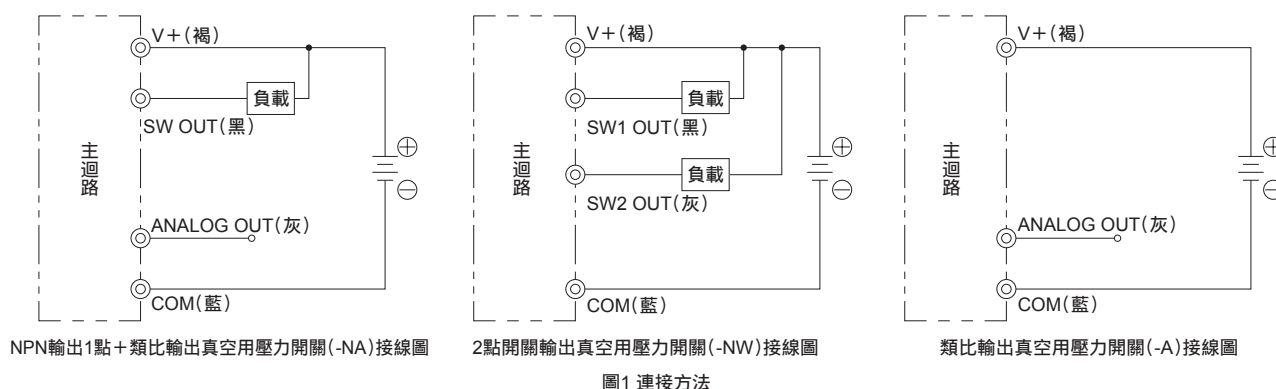 V+(褐)
負載
SW OUT(黑)
主迴路
ANALOG OUT(灰)
COM(藍)
NPN輸出1點+類比輸出真空用壓力開關(-NA)接線圖
V+(褐)
負載
SW1 OUT(黑)
主迴路
負載
SW2 OUT(灰)
COM(藍)
2點開關輸出真空用壓力開關(-NW)接線圖
V+(褐)
主迴路
ANALOG OUT(灰)
COM(藍)
類比輸出真空用壓力開關(-A)接線圖
圖1 連接方法